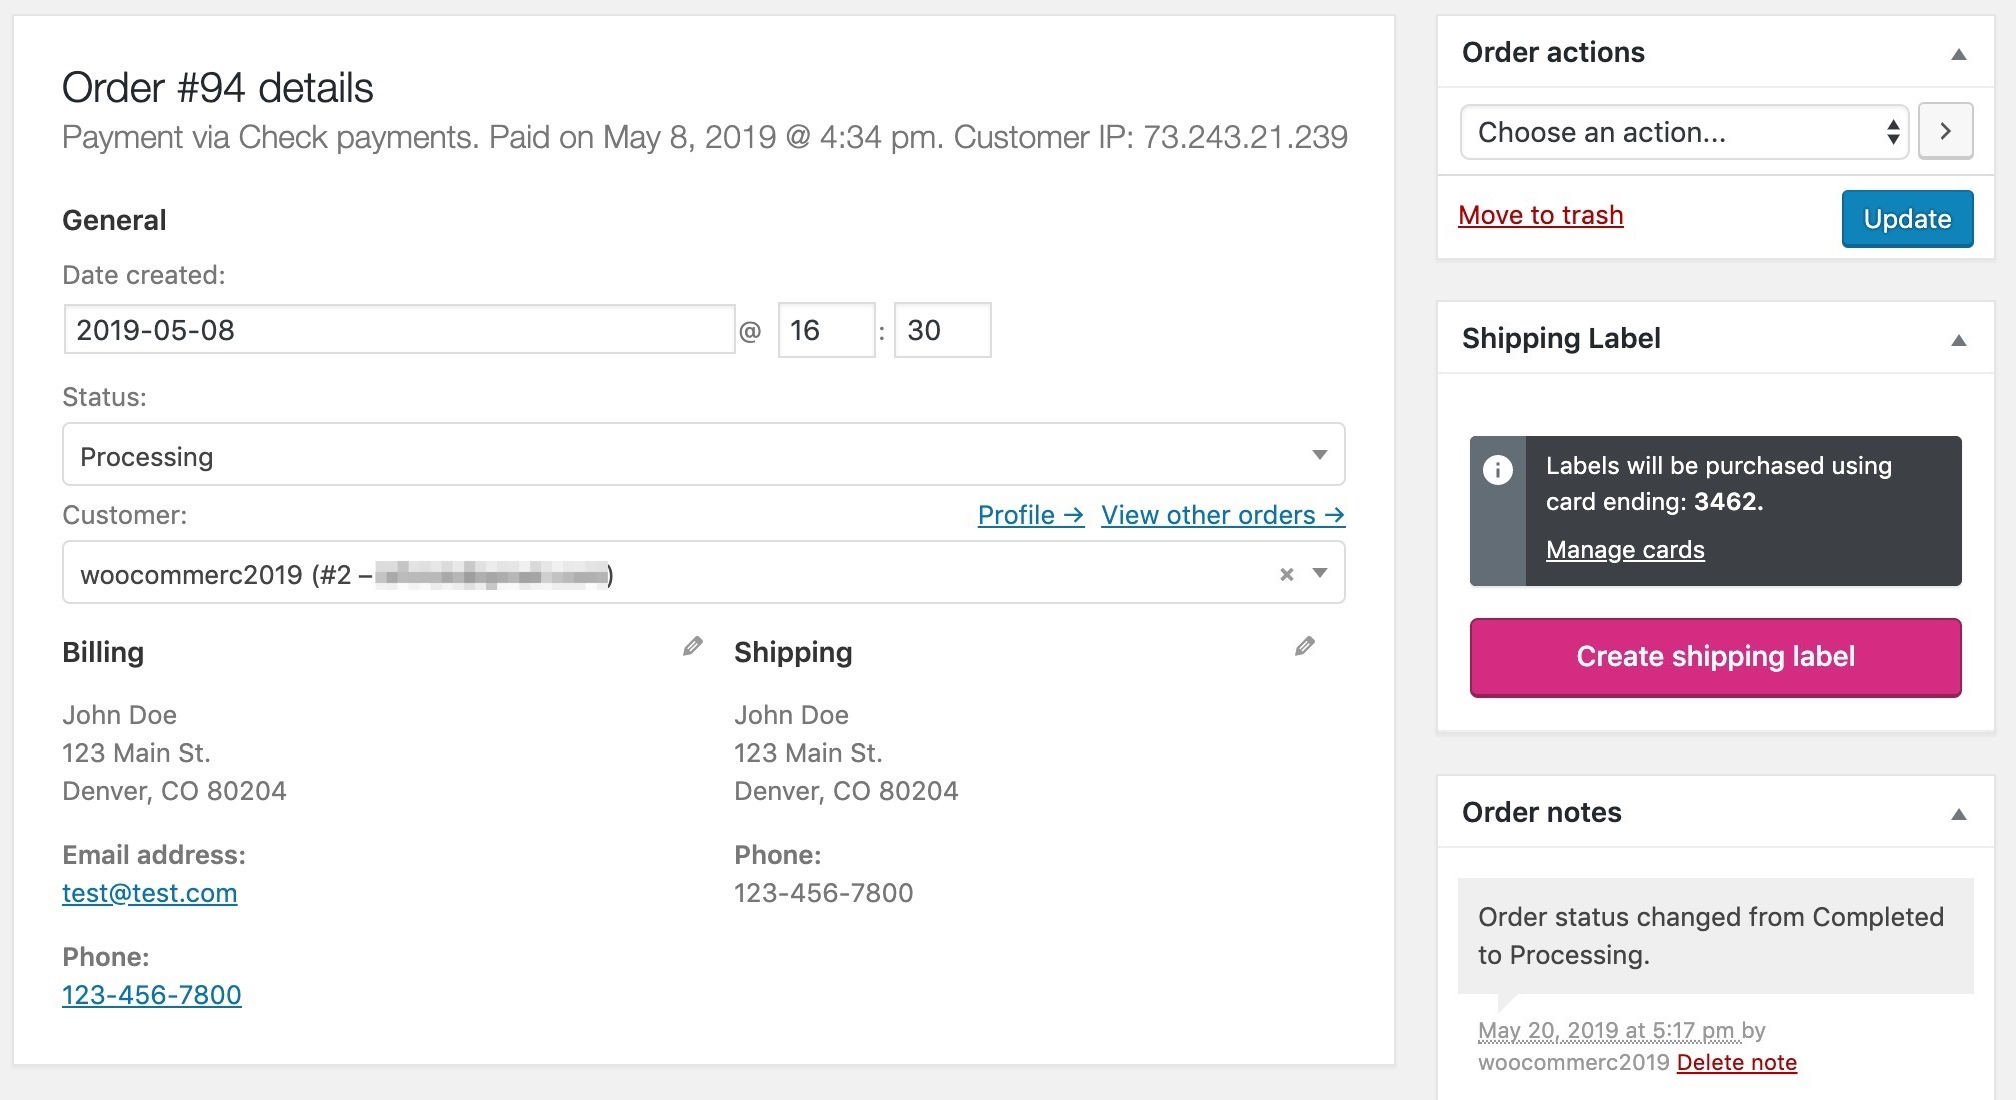 Order #94 details
Payment via Check payments. Paid on May 8, 2019 @ 4:34 pm. Customer IP: 73.243.21.239
General
Date created:
2019-05-08 @ 16 : 30
Status:
Processing
Customer:
Profile → View other orders →
woocommerc2019 (#2 – )
×
Billing
John Doe
123 Main St.
Denver, CO 80204
Email address:
test@test.com
Phone:
123-456-7800
Shipping
John Doe
123 Main St.
Denver, CO 80204
Phone:
123-456-7800
Order actions
Choose an action...
Move to trash
Update
Shipping Label
Labels will be purchased using
card ending: 3462.
Manage cards
Create shipping label
Order notes
Order status changed from Completed
to Processing.
May 20, 2019 at 5:17 pm by
woocommerc2019 Delete note